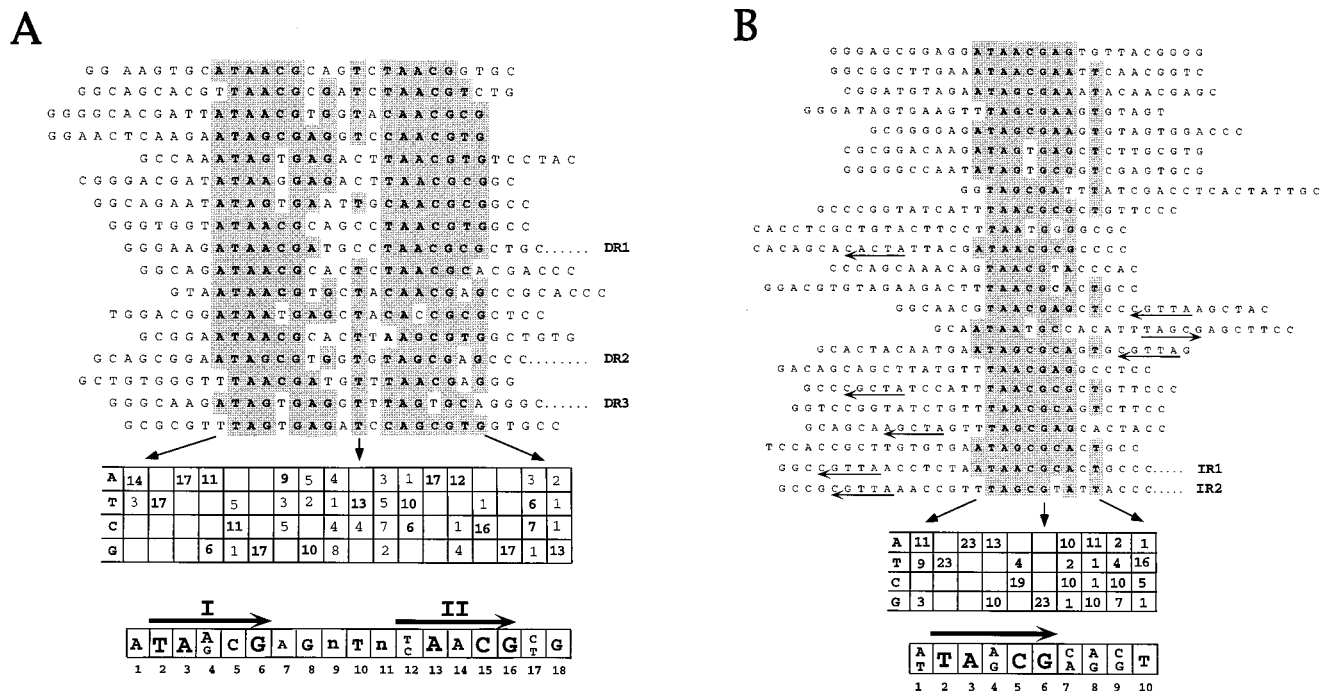 A
GG AAGTGCATAACGCAGTCTAACGGTGC
GGCAGCACGTTAACGCGATCTAACGTCTG
GGGGCACGATTATAACGTGGTACAACGCG
GGAACTCAAGAATAGCGAGGTCCAACGTG
GCCAAATAGTGAGACTTAACGTGTCCTAC
CGGGACGATATAAGGAGACTTAACGCGGC
GGCAGAATATAGTGAATTGCAACGCGGCC
GGGTGGTATAACGCAGCCTAACGTGGCC
GGGAAGATAACGATGCCTAACGCGCTGC...... DR1
GGCAGATAACGCACTCTAACGCACGACCC
GTAATAACGTGCTACAACGAGCCGCACCC
TGGACGGATAATGAGCTACACCGCGCTCC
GCGGAATAACGCACTTAAGCGTGGCTGTG
GCAGCGGAATAGCGTGGTGTAGCGAGCCC....... DR2
GCTGTGGGTTTAACGATGTTTAACGAGGG
GGGCAAGATAGTGAGGTTTAGTGCAGGGC...... DR3
GCGCGTTTAGTGAGATCCAGCGTGGTGCC
A 14 17 11 9 5 4 3 1 17 12 3 2
T 3 17 5 3 2 1 13 5 10 1 6 1
C 11 5 4 4 7 6 1 16 7 1
G 6 1 17 10 8 2 4 16 1 13
I II
A T A A/G C G A G n T n T/C A A C G C/T G
1 2 3 4 5 6 7 8 9 10 11 12 13 14 15 16 17 18
B
GGGAGCGGAGGATAACGAGTGTTACGGGG
GGCGGCTTGAAATAACGAATTCAACGGTC
CGGATGTAGAATAGCGAAATACAACGAGC
GGGATAGTGAAGTTTAGCGAAGTGTAGT
GCGGGGAGATAGCGAAGTGTAGTGGACCC
CGCGGACAAGATAGTGAGCTCTTGCGTG
GGGGGCCAATATAGTGCGGTCGAGTGCG
GGTAGCGATTTATCGACCTCACTATTGC
GCCCGGTATCATTTAACGCGCTGTTCCC
CACCTCGCTGTACTTCCTTAATGGGGCGC
CACAGCACACTATTACGATAACGCGCCCC
CCCAGCAAACAGTAACGTACCCAC
GGACGTGTAGAAGACTTTAACGCACTGCC
GGCAACGTAACGAGCTCCCGTTAAGCTAC
GCAATAATGCCACATTTAGCGAGCTTCC
GCACTACAATGAATAGCGCAGTGCGTTAG
GACAGCAGCTTATGTTTAACGAGGCCTCC
GCCCGCTATCCATTTAACGCGCTGTTCCC
GGTCCGGTATCTGTTTAACGCAGTCTTCC
GCAGCAAGCTAGTTTAGCGAGCACTACC
TCCACCGCTTGTGTGAATAACGCACTGCC
GGCCGTTAACCTCTAATAACGCACTGCCC..... IR1
GCCGCGTTAAACCGTTTAGCGTATTACCC..... IR2
A 11 23 13 10 11 2 1
T 9 23 4 2 1 4 16
C 19 10 1 10 5
G 3 10 23 1 10 7 1
A/T T A A/G C G C/A A/G C/G T
1 2 3 4 5 6 7 8 9 10